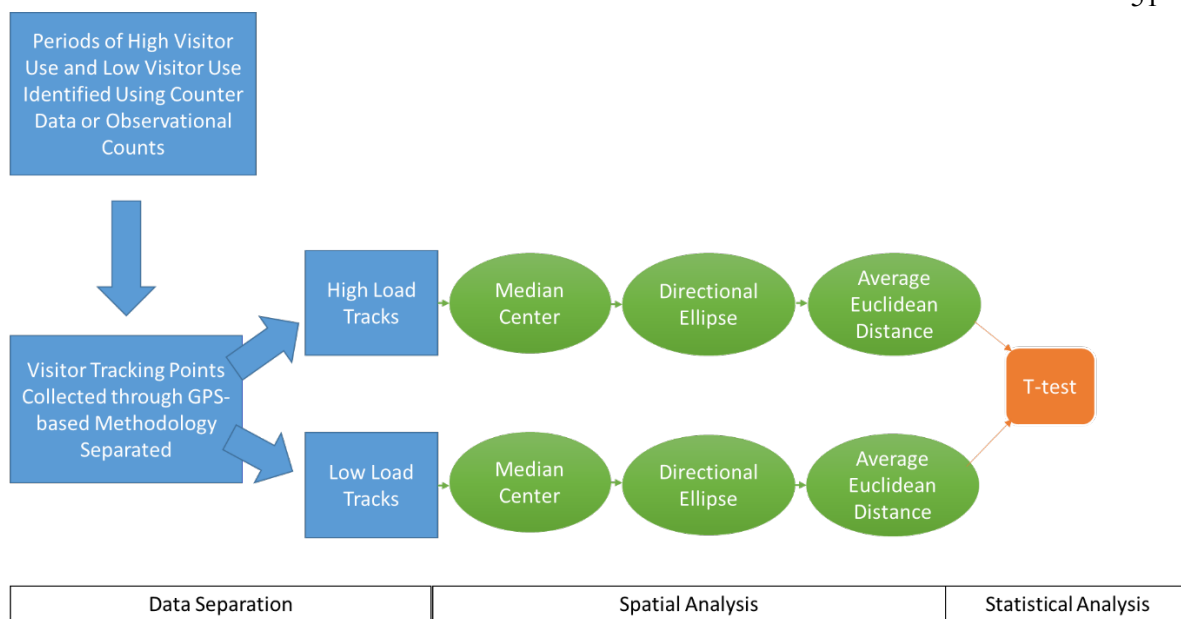 Periods of High Visitor
Use and Low Visitor Use
Identified Using Counter
Data or Observational
Counts
Visitor Tracking Points
Collected through GPS-
based Methodology
Separated
High Load
Tracks
Median
Center
Directional
Ellipse
Average
Euclidean
Distance
Low Load
Tracks
Median
Center
Directional
Ellipse
Average
Euclidean
Distance
T-test
Data Separation
Spatial Analysis
Statistical Analysis